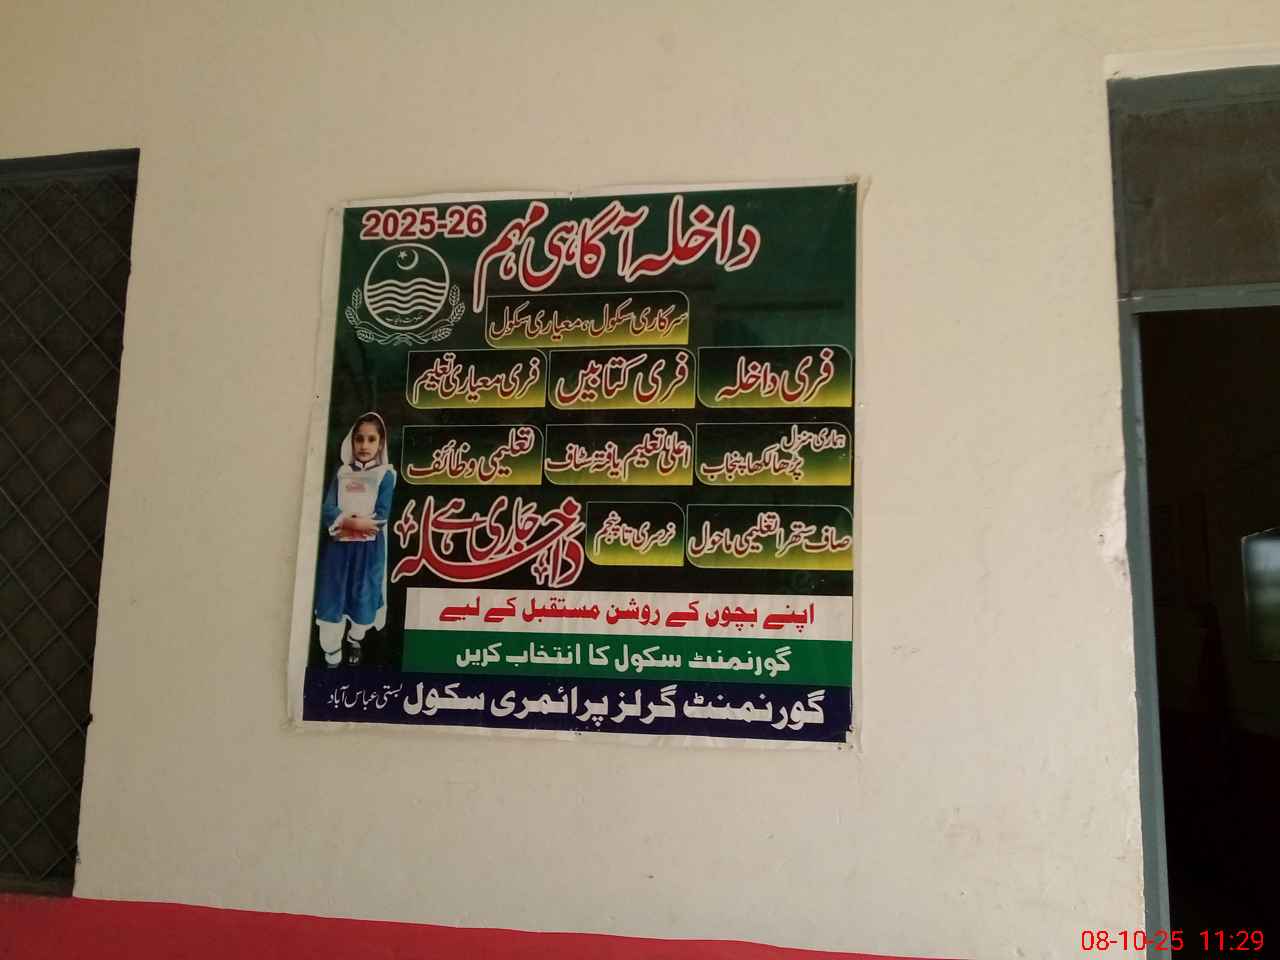 داخلہ آگاہی مہم
2025-26
سرکاری سکول، معیاری سکول
فری داخلہ
فری کتابیں
فری معیاری تعلیم
ہماری منزل
پڑھا لکھا پنجاب
اعلیٰ تعلیم یافتہ سٹاف
تعلیمی وظائف
صاف ستھرا تعلیمی ماحول
نرسری تا پنجم
داخلہ جاری ہے
اپنے بچوں کے روشن مستقبل کے لیے
گورنمنٹ سکول کا انتخاب کریں
گورنمنٹ گرلز پرائمری سکول بستی عباس آباد
08-10-25 11:29